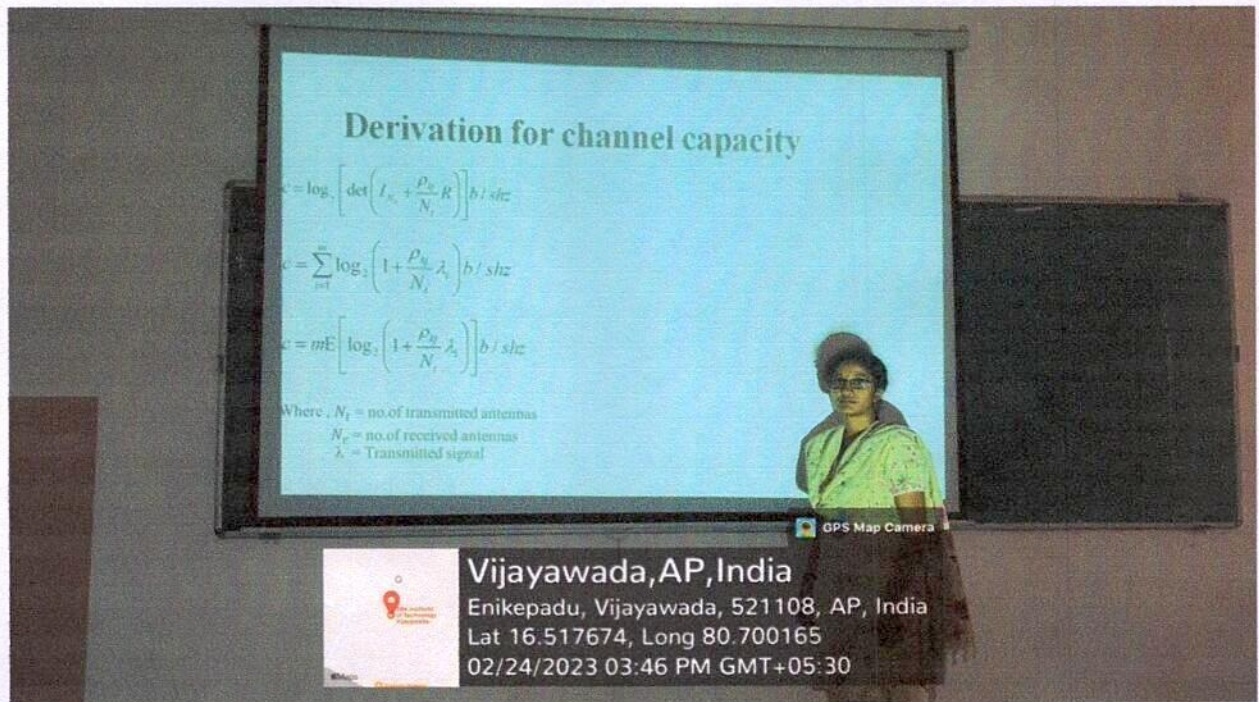 Derivation for channel capacity
c = log₂ [det(I_{N_r} + ρ_N/N_t R)] b / shz
c = ∑_{i=1}^{m} log₂ (1 + ρ_N/N_t λ_i) b / shz
c = mE [log₂ (1 + ρ_N/N_t λ_i)] b / shz
Where , N_T = no.of transmitted antennas
N_r = no.of received antennas
λ = Transmitted signal
GPS Map Camera
Vijayawada,AP,India
Enikepadu, Vijayawada, 521108, AP, India
Lat 16.517674, Long 80.700165
02/24/2023 03:46 PM GMT+05:30